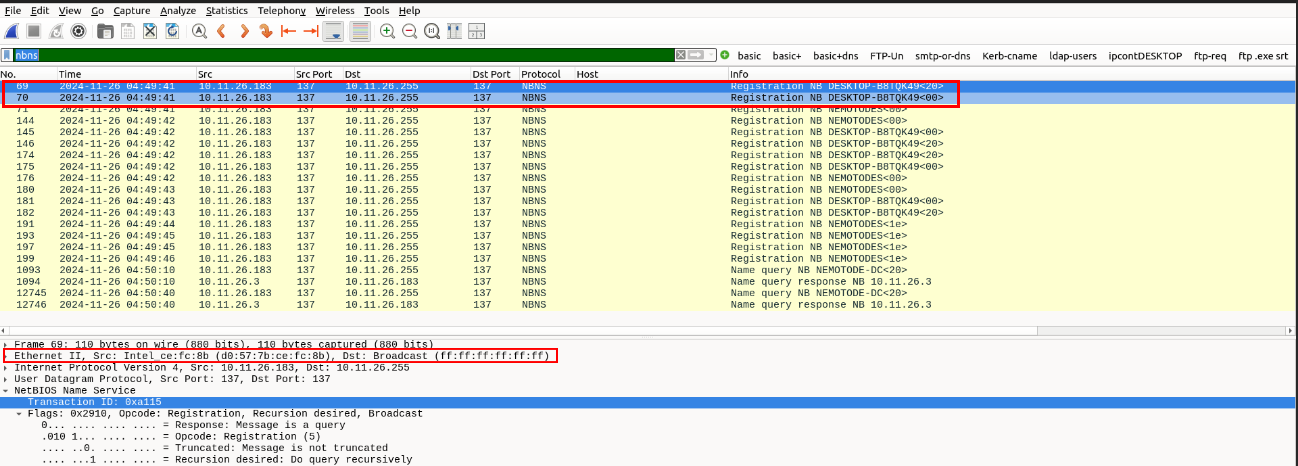 File Edit View Go Capture Analyze Statistics Telephony Wireless Tools Help
nbns basic basic+ basic+dns FTP-Un smtp-or-dns Kerb-cname ldap-users ipcontDESKTOP ftp-req ftp .exe srt
No. Time Src Src Port Dst Dst Port Protocol Host Info
69 2024-11-26 04:49:41 10.11.26.183 137 10.11.26.255 137 NBNS Registration NB DESKTOP-B8TQK49<20>
70 2024-11-26 04:49:41 10.11.26.183 137 10.11.26.255 137 NBNS Registration NB DESKTOP-B8TQK49<00>
71 2024-11-26 04:49:41 10.11.26.183 137 10.11.26.255 137 NBNS Registration NB NEMOTODES<00>
144 2024-11-26 04:49:42 10.11.26.183 137 10.11.26.255 137 NBNS Registration NB NEMOTODES<00>
145 2024-11-26 04:49:42 10.11.26.183 137 10.11.26.255 137 NBNS Registration NB DESKTOP-B8TQK49<00>
146 2024-11-26 04:49:42 10.11.26.183 137 10.11.26.255 137 NBNS Registration NB DESKTOP-B8TQK49<20>
174 2024-11-26 04:49:42 10.11.26.183 137 10.11.26.255 137 NBNS Registration NB DESKTOP-B8TQK49<20>
175 2024-11-26 04:49:42 10.11.26.183 137 10.11.26.255 137 NBNS Registration NB DESKTOP-B8TQK49<00>
176 2024-11-26 04:49:42 10.11.26.183 137 10.11.26.255 137 NBNS Registration NB NEMOTODES<00>
180 2024-11-26 04:49:43 10.11.26.183 137 10.11.26.255 137 NBNS Registration NB NEMOTODES<00>
181 2024-11-26 04:49:43 10.11.26.183 137 10.11.26.255 137 NBNS Registration NB DESKTOP-B8TQK49<00>
182 2024-11-26 04:49:43 10.11.26.183 137 10.11.26.255 137 NBNS Registration NB DESKTOP-B8TQK49<20>
191 2024-11-26 04:49:44 10.11.26.183 137 10.11.26.255 137 NBNS Registration NB NEMOTODES<1e>
193 2024-11-26 04:49:45 10.11.26.183 137 10.11.26.255 137 NBNS Registration NB NEMOTODES<1e>
197 2024-11-26 04:49:45 10.11.26.183 137 10.11.26.255 137 NBNS Registration NB NEMOTODES<1e>
199 2024-11-26 04:49:46 10.11.26.183 137 10.11.26.255 137 NBNS Registration NB NEMOTODES<1e>
1093 2024-11-26 04:50:10 10.11.26.183 137 10.11.26.255 137 NBNS Name query NB NEMOTODE-DC<20>
1094 2024-11-26 04:50:10 10.11.26.3 137 10.11.26.183 137 NBNS Name query response NB 10.11.26.3
12745 2024-11-26 04:50:40 10.11.26.183 137 10.11.26.255 137 NBNS Name query NB NEMOTODE-DC<20>
12746 2024-11-26 04:50:40 10.11.26.3 137 10.11.26.183 137 NBNS Name query response NB 10.11.26.3
Frame 69: 110 bytes on wire (880 bits), 110 bytes captured (880 bits)
Ethernet II, Src: Intel_ce:fc:8b (d0:57:7b:ce:fc:8b), Dst: Broadcast (ff:ff:ff:ff:ff:ff)
Internet Protocol Version 4, Src: 10.11.26.183, Dst: 10.11.26.255
User Datagram Protocol, Src Port: 137, Dst Port: 137
NetBIOS Name Service
Transaction ID: 0xa115
Flags: 0x2910, Opcode: Registration, Recursion desired, Broadcast
0... .... .... .... = Response: Message is a query
.010 1... .... .... = Opcode: Registration (5)
.... ..0. .... .... = Truncated: Message is not truncated
.... ...1 .... .... = Recursion desired: Do query recursively